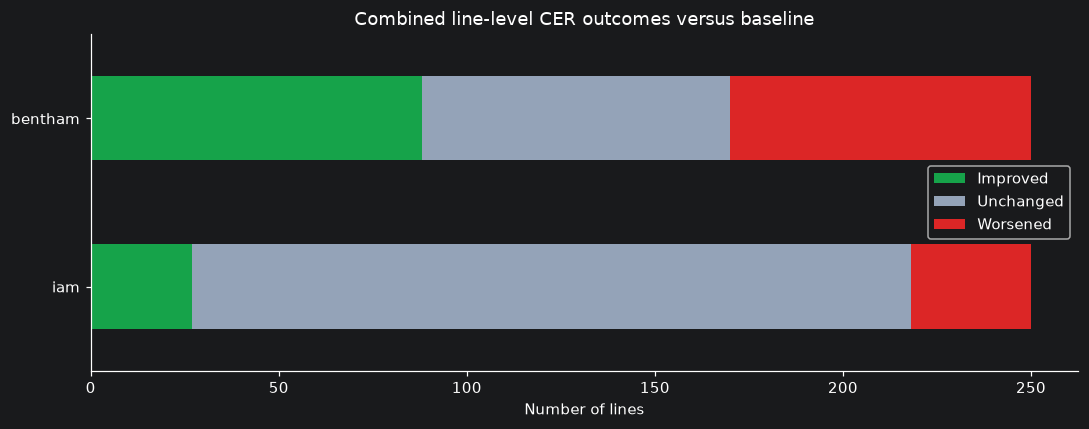 Combined line-level CER outcomes versus baseline
bentham
Improved
Unchanged
Worsened
iam
0 50 100 150 200 250
Number of lines